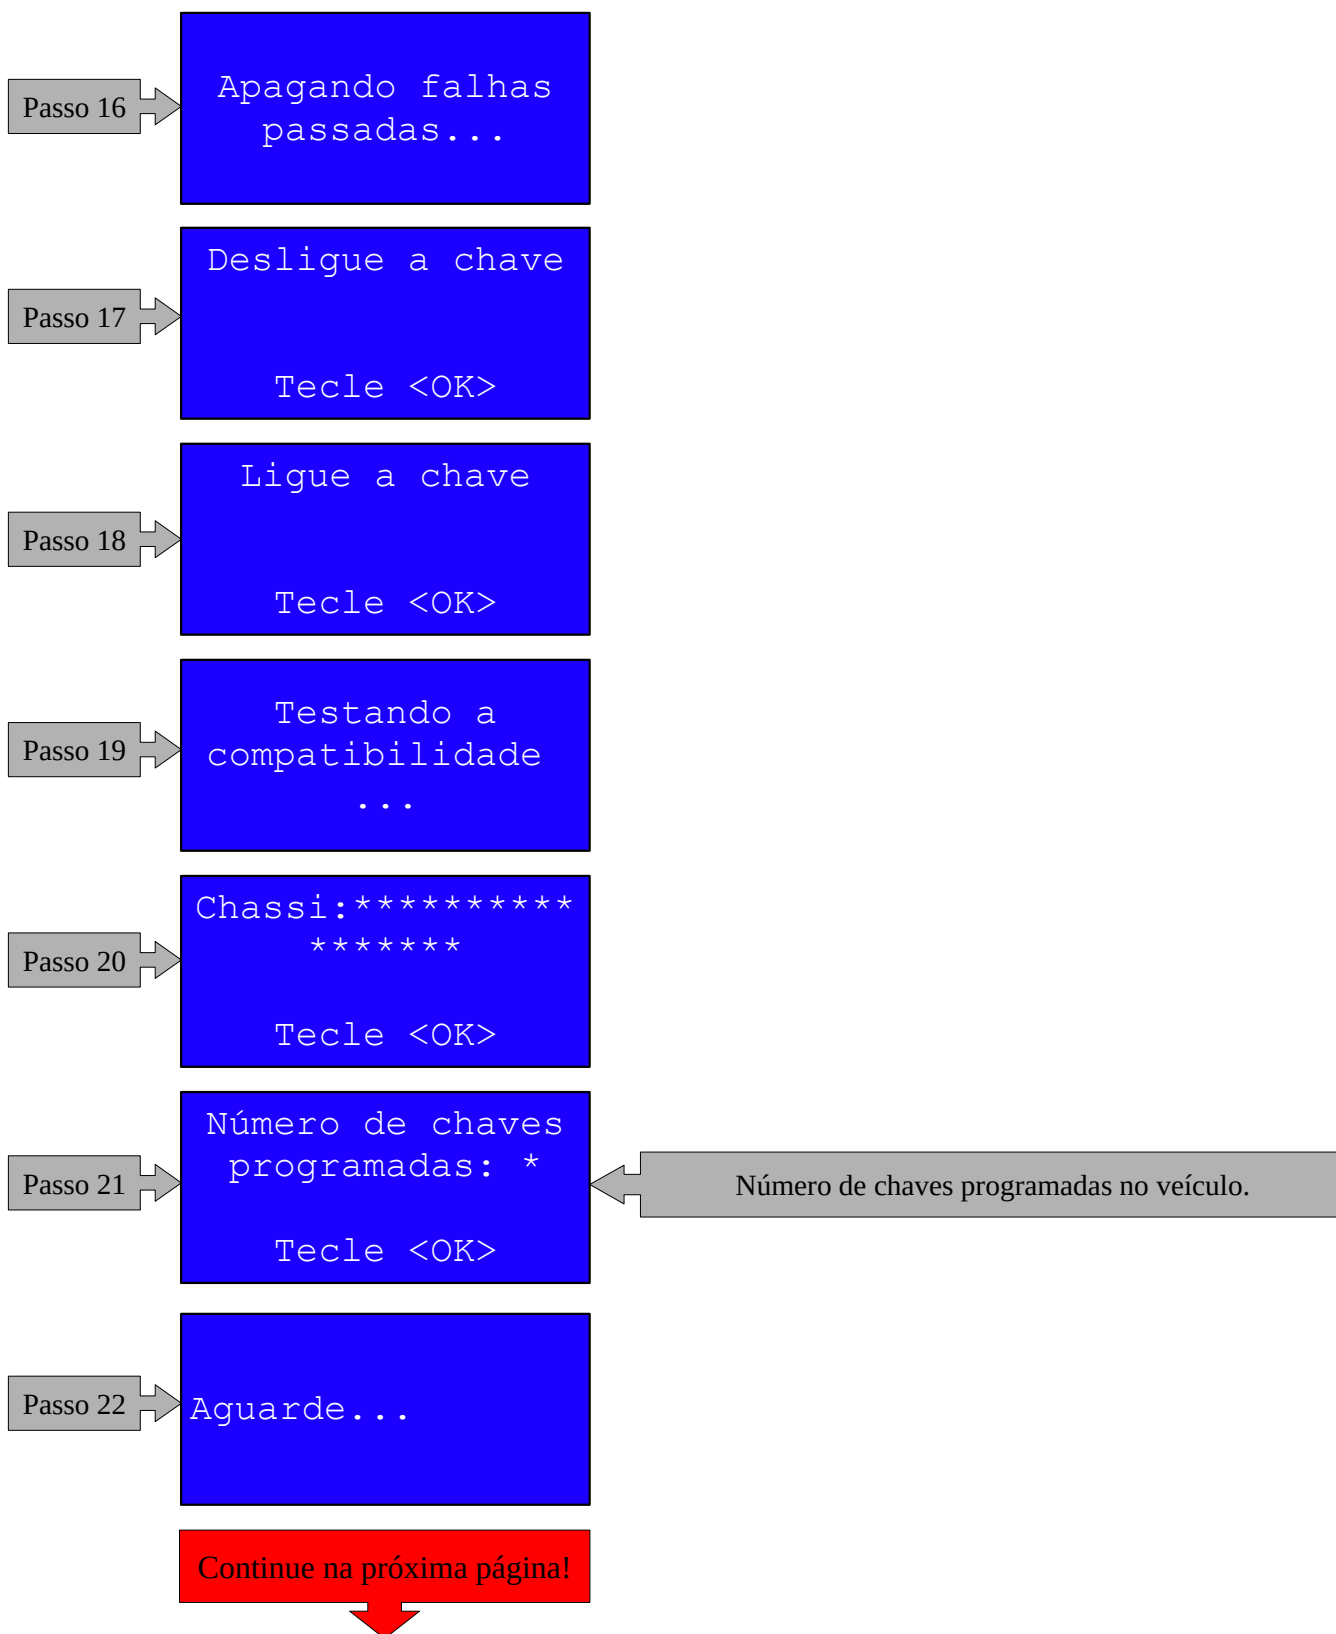 Passo 16
Apagando falhas
passadas...
Passo 17
Desligue a chave
Tecle <OK>
Passo 18
Ligue a chave
Tecle <OK>
Passo 19
Testando a
compatibilidade
...
Passo 20
Chassi:**********
*******
Tecle <OK>
Passo 21
Número de chaves
programadas: *
Tecle <OK>
Número de chaves programadas no veículo.
Passo 22
Aguarde...
Continue na próxima página!